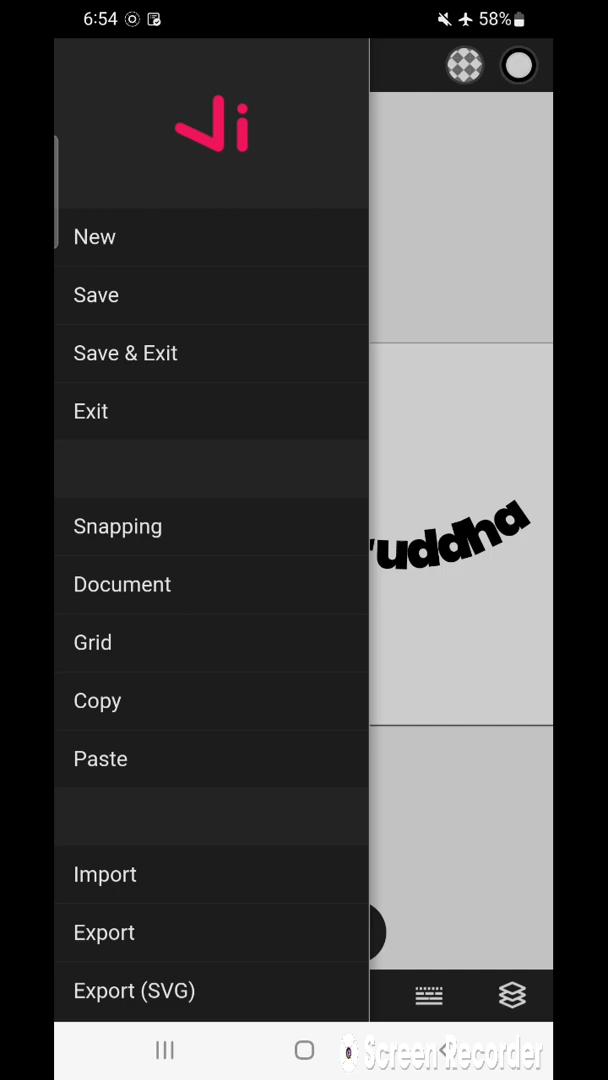 6:54 58%
Vi
New
Save
Save & Exit
Exit
Snapping
Document
uddha
Grid
Copy
Paste
Import
Export
Export (SVG)
Screen Recorder